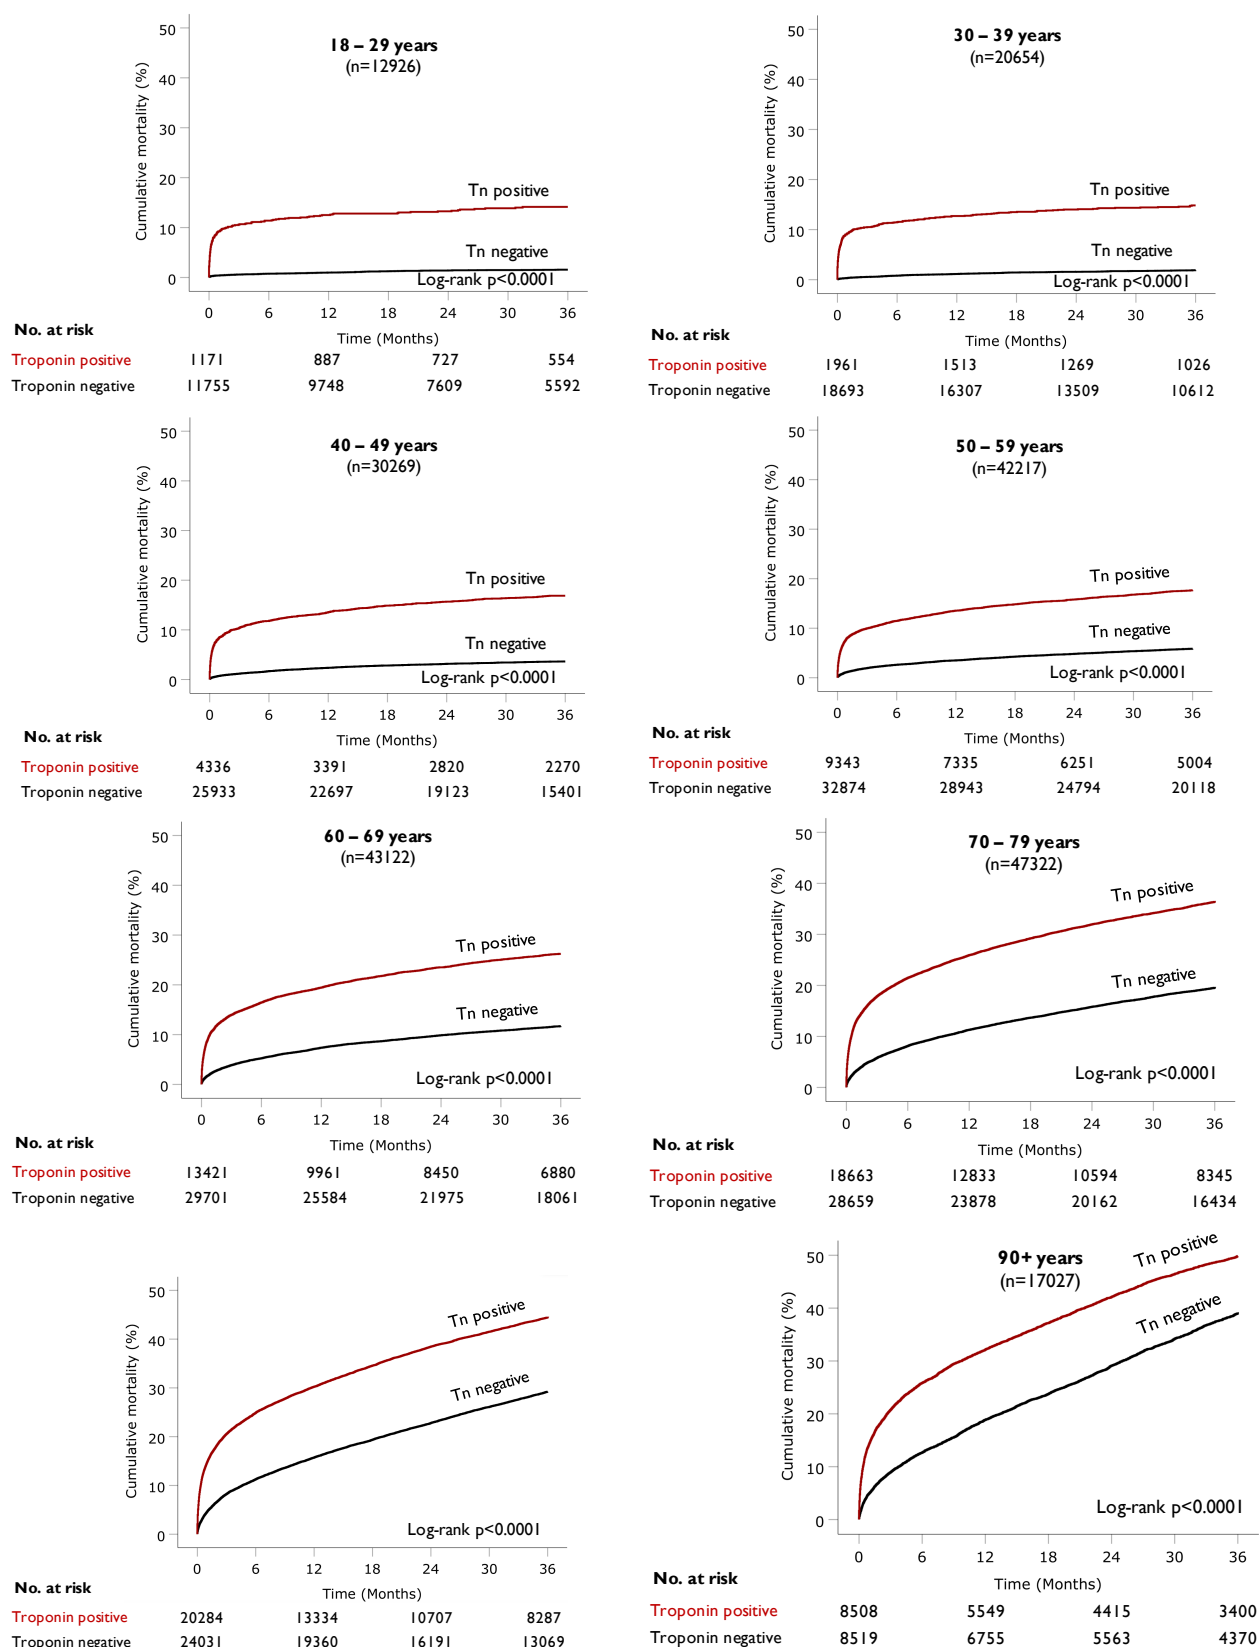 18 – 29 years
(n=12926)
Cumulative mortality (%)
50
40
30
20
10
0
Tn positive
Tn negative
Log-rank p<0.0001
0 6 12 18 24 30 36
Time (Months)
No. at risk
Troponin positive 1171 887 727 554
Troponin negative 11755 9748 7609 5592
30 – 39 years
(n=20654)
Cumulative mortality (%)
50
40
30
20
10
0
Tn positive
Tn negative
Log-rank p<0.0001
0 6 12 18 24 30 36
Time (Months)
No. at risk
Troponin positive 1961 1513 1269 1026
Troponin negative 18693 16307 13509 10612
40 – 49 years
(n=30269)
Cumulative mortality (%)
50
40
30
20
10
0
Tn positive
Tn negative
Log-rank p<0.0001
0 6 12 18 24 30 36
Time (Months)
No. at risk
Troponin positive 4336 3391 2820 2270
Troponin negative 25933 22697 19123 15401
50 – 59 years
(n=42217)
Cumulative mortality (%)
50
40
30
20
10
0
Tn positive
Tn negative
Log-rank p<0.0001
0 6 12 18 24 30 36
Time (Months)
No. at risk
Troponin positive 9343 7335 6251 5004
Troponin negative 32874 28943 24794 20118
60 – 69 years
(n=43122)
Cumulative mortality (%)
50
40
30
20
10
0
Tn positive
Tn negative
Log-rank p<0.0001
0 6 12 18 24 30 36
Time (Months)
No. at risk
Troponin positive 13421 9961 8450 6880
Troponin negative 29701 25584 21975 18061
70 – 79 years
(n=47322)
Cumulative mortality (%)
50
40
30
20
10
0
Tn positive
Tn negative
Log-rank p<0.0001
0 6 12 18 24 30 36
Time (Months)
No. at risk
Troponin positive 18663 12833 10594 8345
Troponin negative 28659 23878 20162 16434
Cumulative mortality (%)
50
40
30
20
10
0
Tn positive
Tn negative
Log-rank p<0.0001
0 6 12 18 24 30 36
Time (Months)
No. at risk
Troponin positive 20284 13334 10707 8287
Troponin negative 24031 19360 16191 13069
90+ years
(n=17027)
Cumulative mortality (%)
50
40
30
20
10
0
Tn positive
Tn negative
Log-rank p<0.0001
0 6 12 18 24 30 36
Time (Months)
No. at risk
Troponin positive 8508 5549 4415 3400
Troponin negative 8519 6755 5563 4370